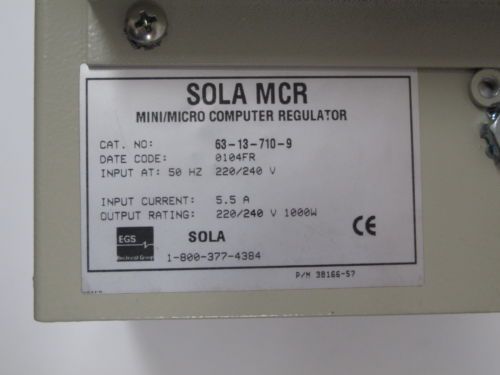 SOLA MCR
MINI/MICRO COMPUTER REGULATOR
CAT. NO: 63-13-710-9
DATE CODE: 0104FR
INPUT AT: 50 HZ 220/240 V
INPUT CURRENT: 5.5 A
OUTPUT RATING: 220/240 V 1000W
CE
EGS
Electrical Group
SOLA
1-800-377-4384
P/N 38166-57